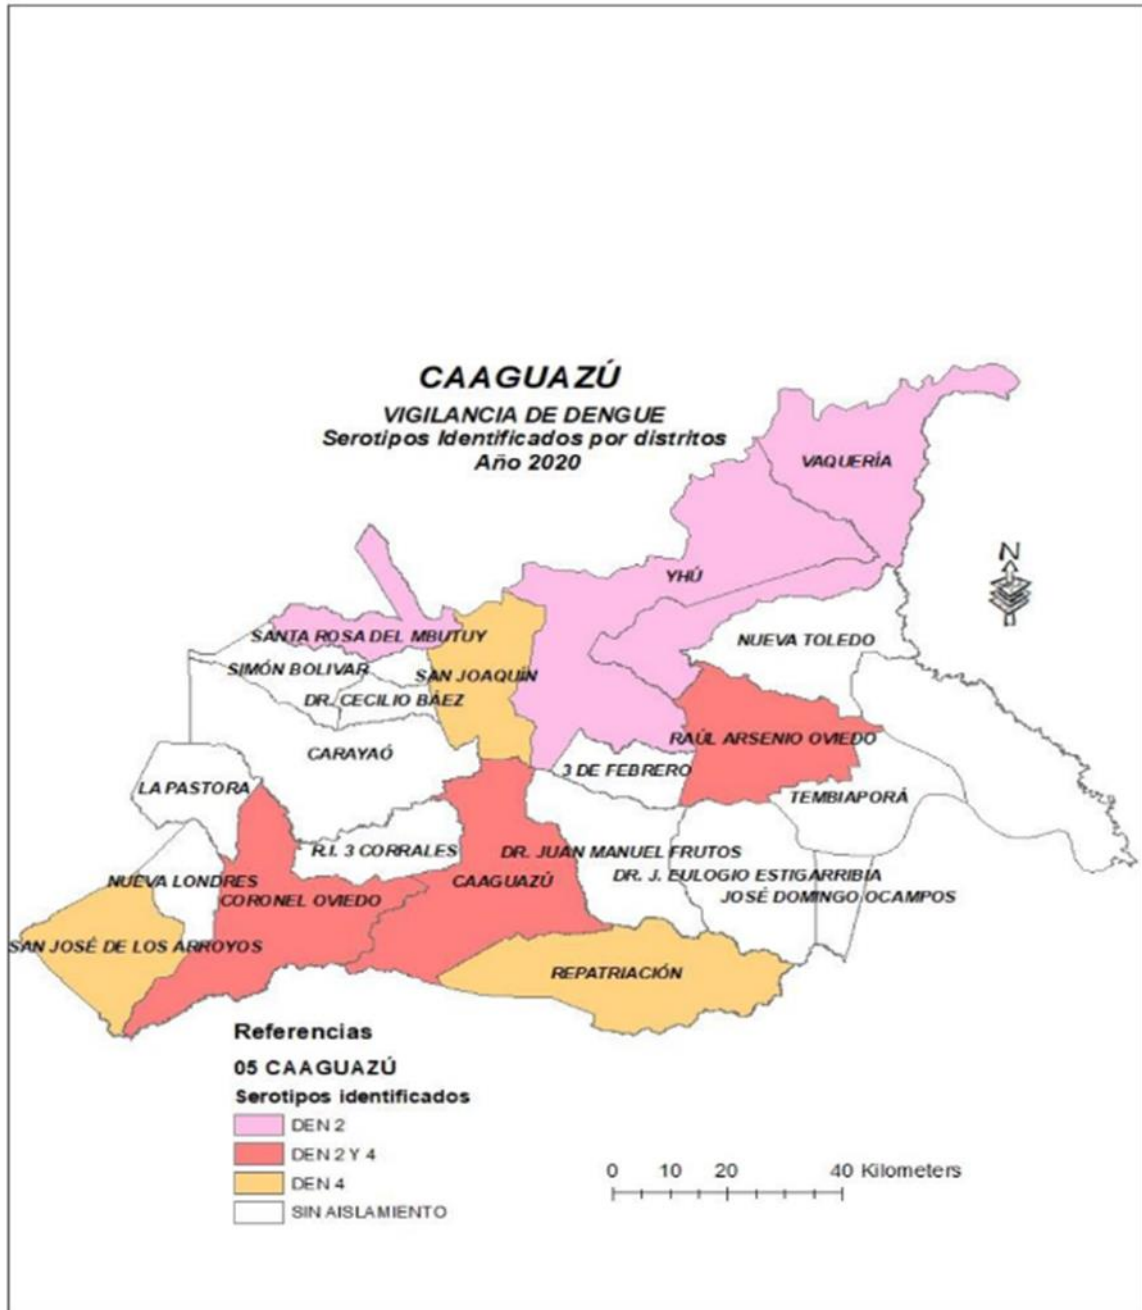 CAAGUAZÚ
VIGILANCIA DE DENGUE
Serotipos Identificados por distritos
Año 2020
VAQUERÍA
N
YHÚ
SANTA ROSA DEL MBUTUY
NUEVA TOLEDO
SIMÓN BOLIVAR
SAN JOAQUÍN
DR. CECILIO BÁEZ
RAÚL ARSENIO OVIEDO
CARAYAÓ
3 DE FEBRERO
LA PASTORA
TEMBIAPORÁ
R.I. 3 CORRALES
DR. JUAN MANUEL FRUTOS
NUEVA LONDRES
CAAGUAZÚ
DR. J. EULOGIO ESTIGARRIBIA
CORONEL OVIEDO
JOSÉ DOMINGO OCAMPOS
SAN JOSÉ DE LOS ARROYOS
REPATRIACIÓN
Referencias
05 CAAGUAZÚ
Serotipos identificados
DEN 2
DEN 2 Y 4
DEN 4
SIN AISLAMIENTO
0 10 20 40 Kilometers